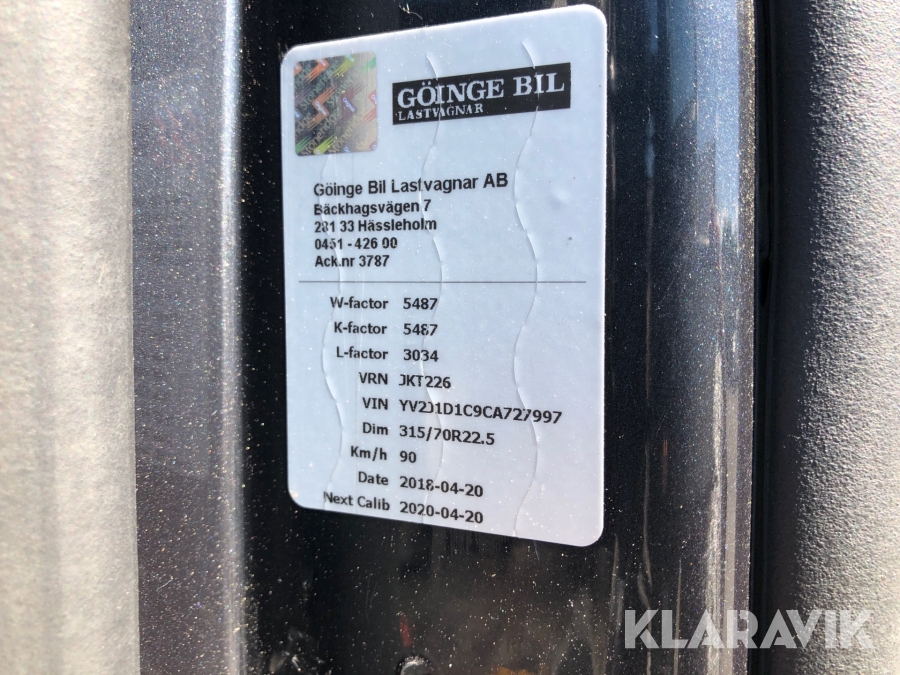 GÖINGE BIL
LASTVAGNAR
Göinge Bil Lastvagnar AB
Bäckhagsvägen 7
281 33 Hässleholm
0451 - 426 00
Ack.nr 3787
W-factor 5487
K-factor 5487
L-factor 3034
VRN JKT226
VIN
Dim 315/70R22.5
Km/h 90
Date 2018-04-20
Next Calib 2020-04-20
KLARAVIK